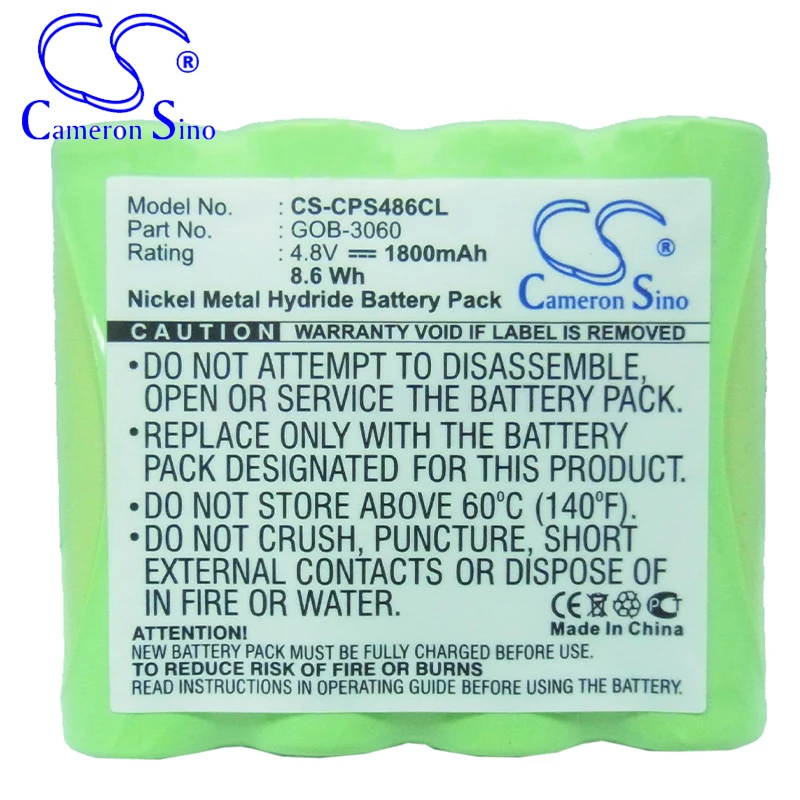 CS®
Cameron Sino
Model No. : CS-CPS486CL
Part No. : GOB-3060
Rating : 4.8V 1800mAh
8.6 Wh
Nickel Metal Hydride Battery Pack
CS®
Cameron Sino
CAUTION WARRANTY VOID IF LABEL IS REMOVED
•DO NOT ATTEMPT TO DISASSEMBLE,
OPEN OR SERVICE THE BATTERY PACK.
•REPLACE ONLY WITH THE BATTERY
PACK DESIGNATED FOR THIS PRODUCT.
•DO NOT STORE ABOVE 60°C (140°F).
•DO NOT CRUSH, PUNCTURE, SHORT
EXTERNAL CONTACTS OR DISPOSE OF
IN FIRE OR WATER.
CE PCT
Made In China
ATTENTION!
NEW BATTERY PACK MUST BE FULLY CHARGED BEFORE USE.
TO REDUCE RISK OF FIRE OR BURNS
READ INSTRUCTIONS IN OPERATING GUIDE BEFORE USING THE BATTERY.